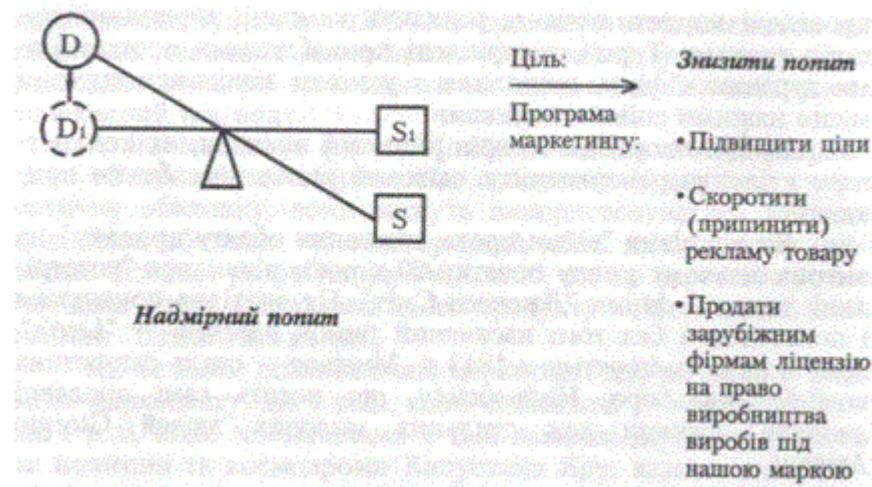 D
D1
S1
S
Надмірний попит
Ціль:
Знизити попит
Програма
маркетингу:
• Підвищити ціни
• Скоротити
(припинити)
рекламу товару
• Продати
зарубіжним
фірмам ліцензію
на право
виробництва
виробів під
нашою маркою